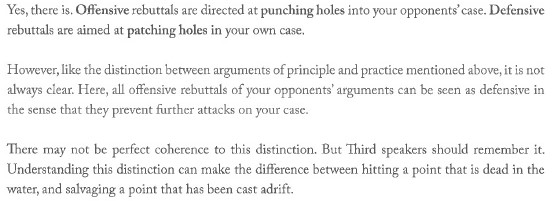 Yes, there is. Offensive rebuttals are directed at punching holes into your opponents' case. Defensive
rebuttals are aimed at patching holes in your own case.
However, like the distinction between arguments of principle and practice mentioned above, it is not
always clear. Here, all offensive rebuttals of your opponents' arguments can be seen as defensive in
the sense that they prevent further attacks on your case.
There may not be perfect coherence to this distinction. But Third speakers should remember it.
Understanding this distinction can make the difference between hitting a point that is dead in the
water, and salvaging a point that has been cast adrift.